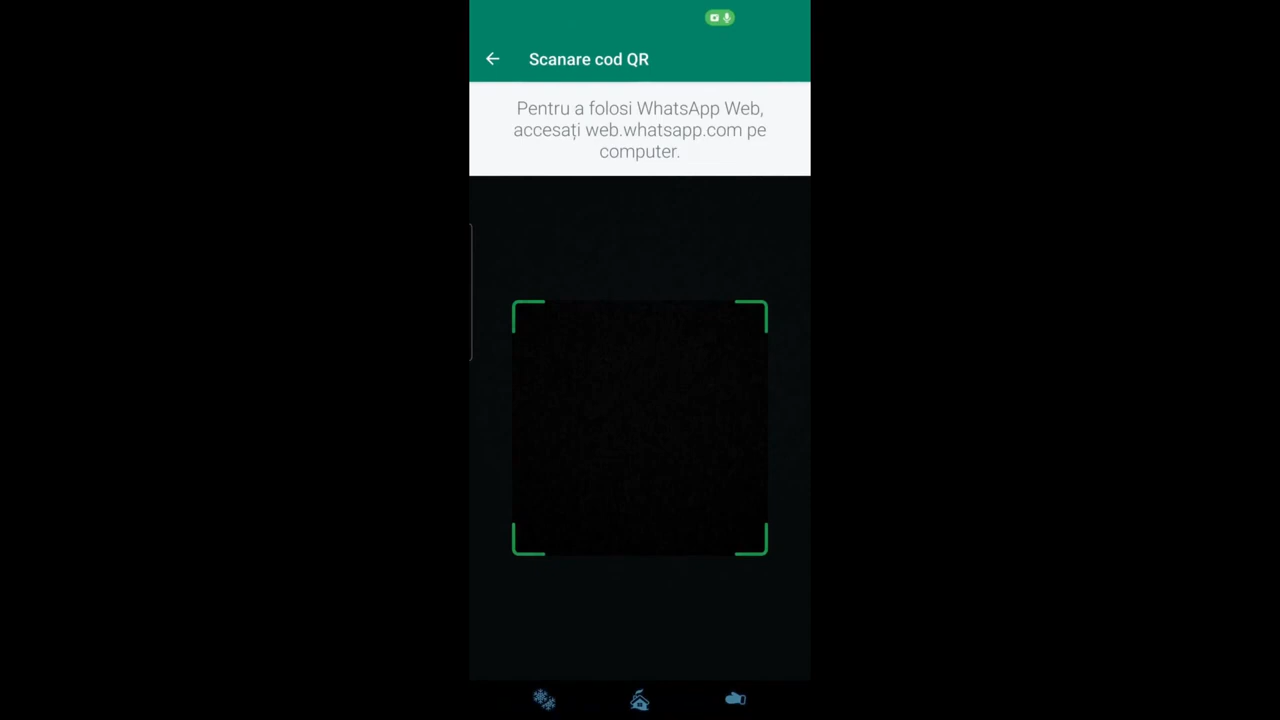 Scanare cod QR
Pentru a folosi WhatsApp Web,
accesați web.whatsapp.com pe
computer.